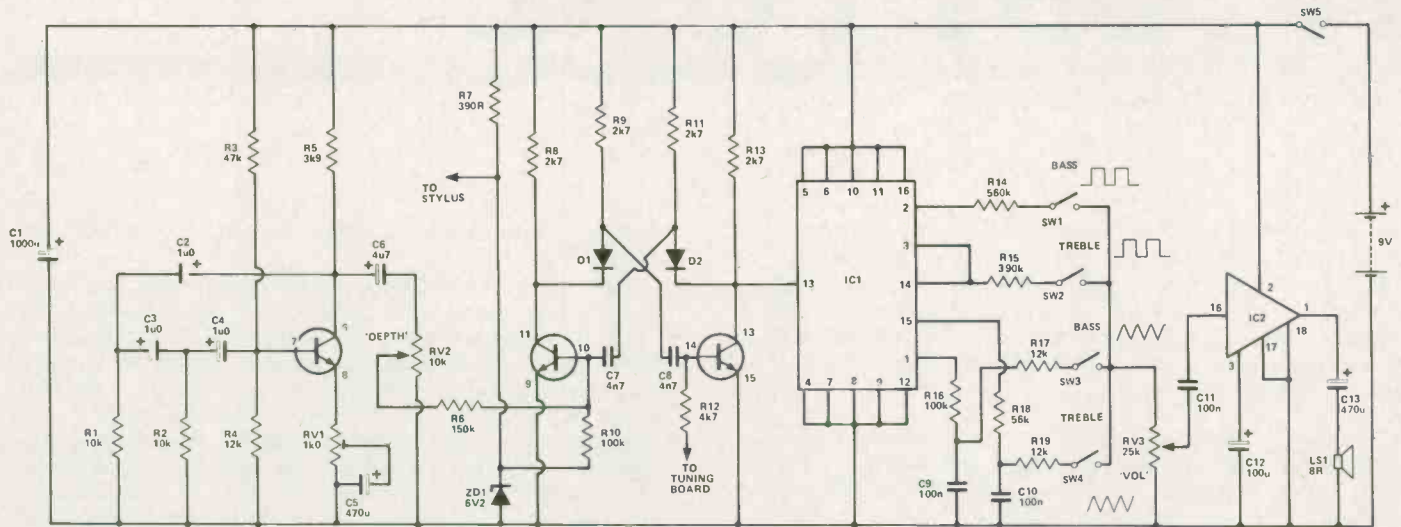 SW5
R7
390R
R9
2k7
R11
2k7
R3
47k
R5
3k9
R8
2k7
R13
2k7
TO
STYLUS
5 6 10 11 16
BASS
R14
560k
SW1
2
TREBLE
3
R15
390k
SW2
14
IC1
13
15
1
BASS
R17
12k
SW3
R16
100k
R18
56k
TREBLE
R19
12k
SW4
4 7 8 9 12
C1
1000u
+
C2
1u0
+
C6
4u7
+
C3
1u0
+
C4
1u0
+
7
6
8
'DEPTH'
RV2
10k
D1
D2
11
10
9
C7
4n7
C8
4n7
14
13
15
R12
4k7
TO
TUNING
BOARD
R6
150k
R10
100k
R1
10k
R2
10k
R4
12k
RV1
1k0
+
C5
470u
ZD1
6V2
C9
100n
C10
100n
RV3
25k
'VOL'
C11
100n
16
IC2
2
1
18
17
3
+
C12
100u
+
C13
470u
LS1
8R
+
9V